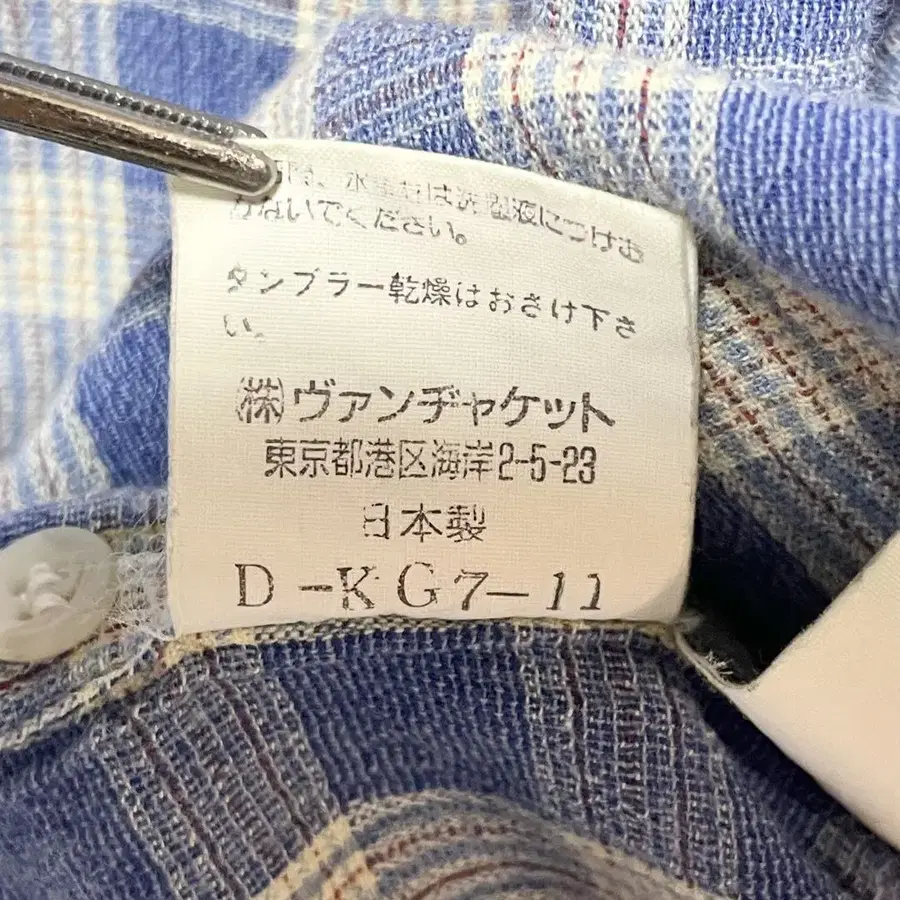 水又は洗濯液につけお
かないでください。
タンブラー乾燥はおさけ下さ
い。
(株)ヴァンヂャケット
東京都港区海岸2-5-23
日本製
D-KG7-11